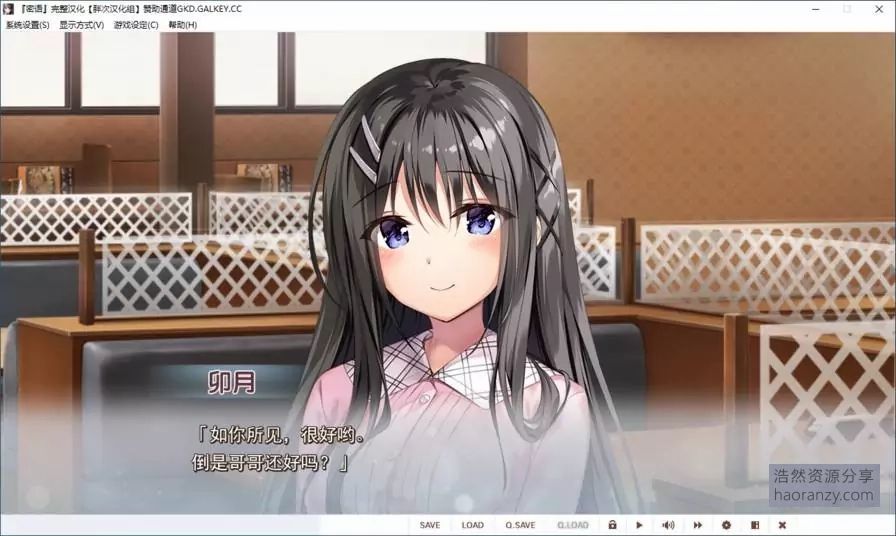 『密语』完整汉化【胖次汉化组】赞助通道GKD.GALKEY.CC
系统设置(S) 显示方式(V) 游戏设定(C) 帮助(H)
卯月
「如你所见，很好哟。
倒是哥哥还好吗？」
浩然资源分享
haoranzy.com
SAVE LOAD Q.SAVE Q.LOAD